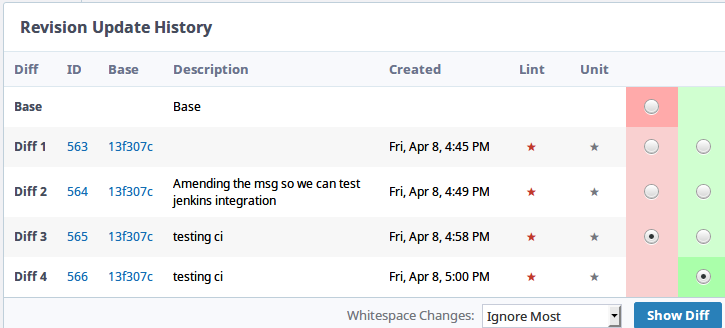 Revision Update History
Diff ID Base Description Created Lint Unit
Base Base
Diff 1 563 13f307c Fri, Apr 8, 4:45 PM ★ ★
Diff 2 564 13f307c Amending the msg so we can test jenkins integration Fri, Apr 8, 4:49 PM ★ ★
Diff 3 565 13f307c testing ci Fri, Apr 8, 4:58 PM ★ ★
Diff 4 566 13f307c testing ci Fri, Apr 8, 5:00 PM ★ ★
Whitespace Changes: Ignore Most Show Diff